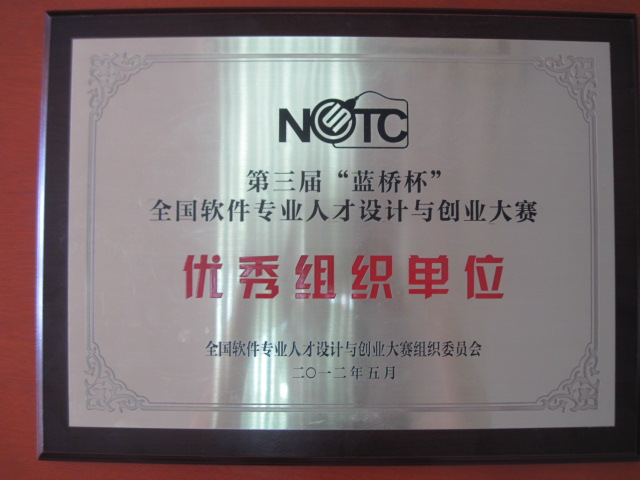 NOTC
第三届“蓝桥杯”
全国软件专业人才设计与创业大赛
优秀组织单位
全国软件专业人才设计与创业大赛组织委员会
二〇一二年五月